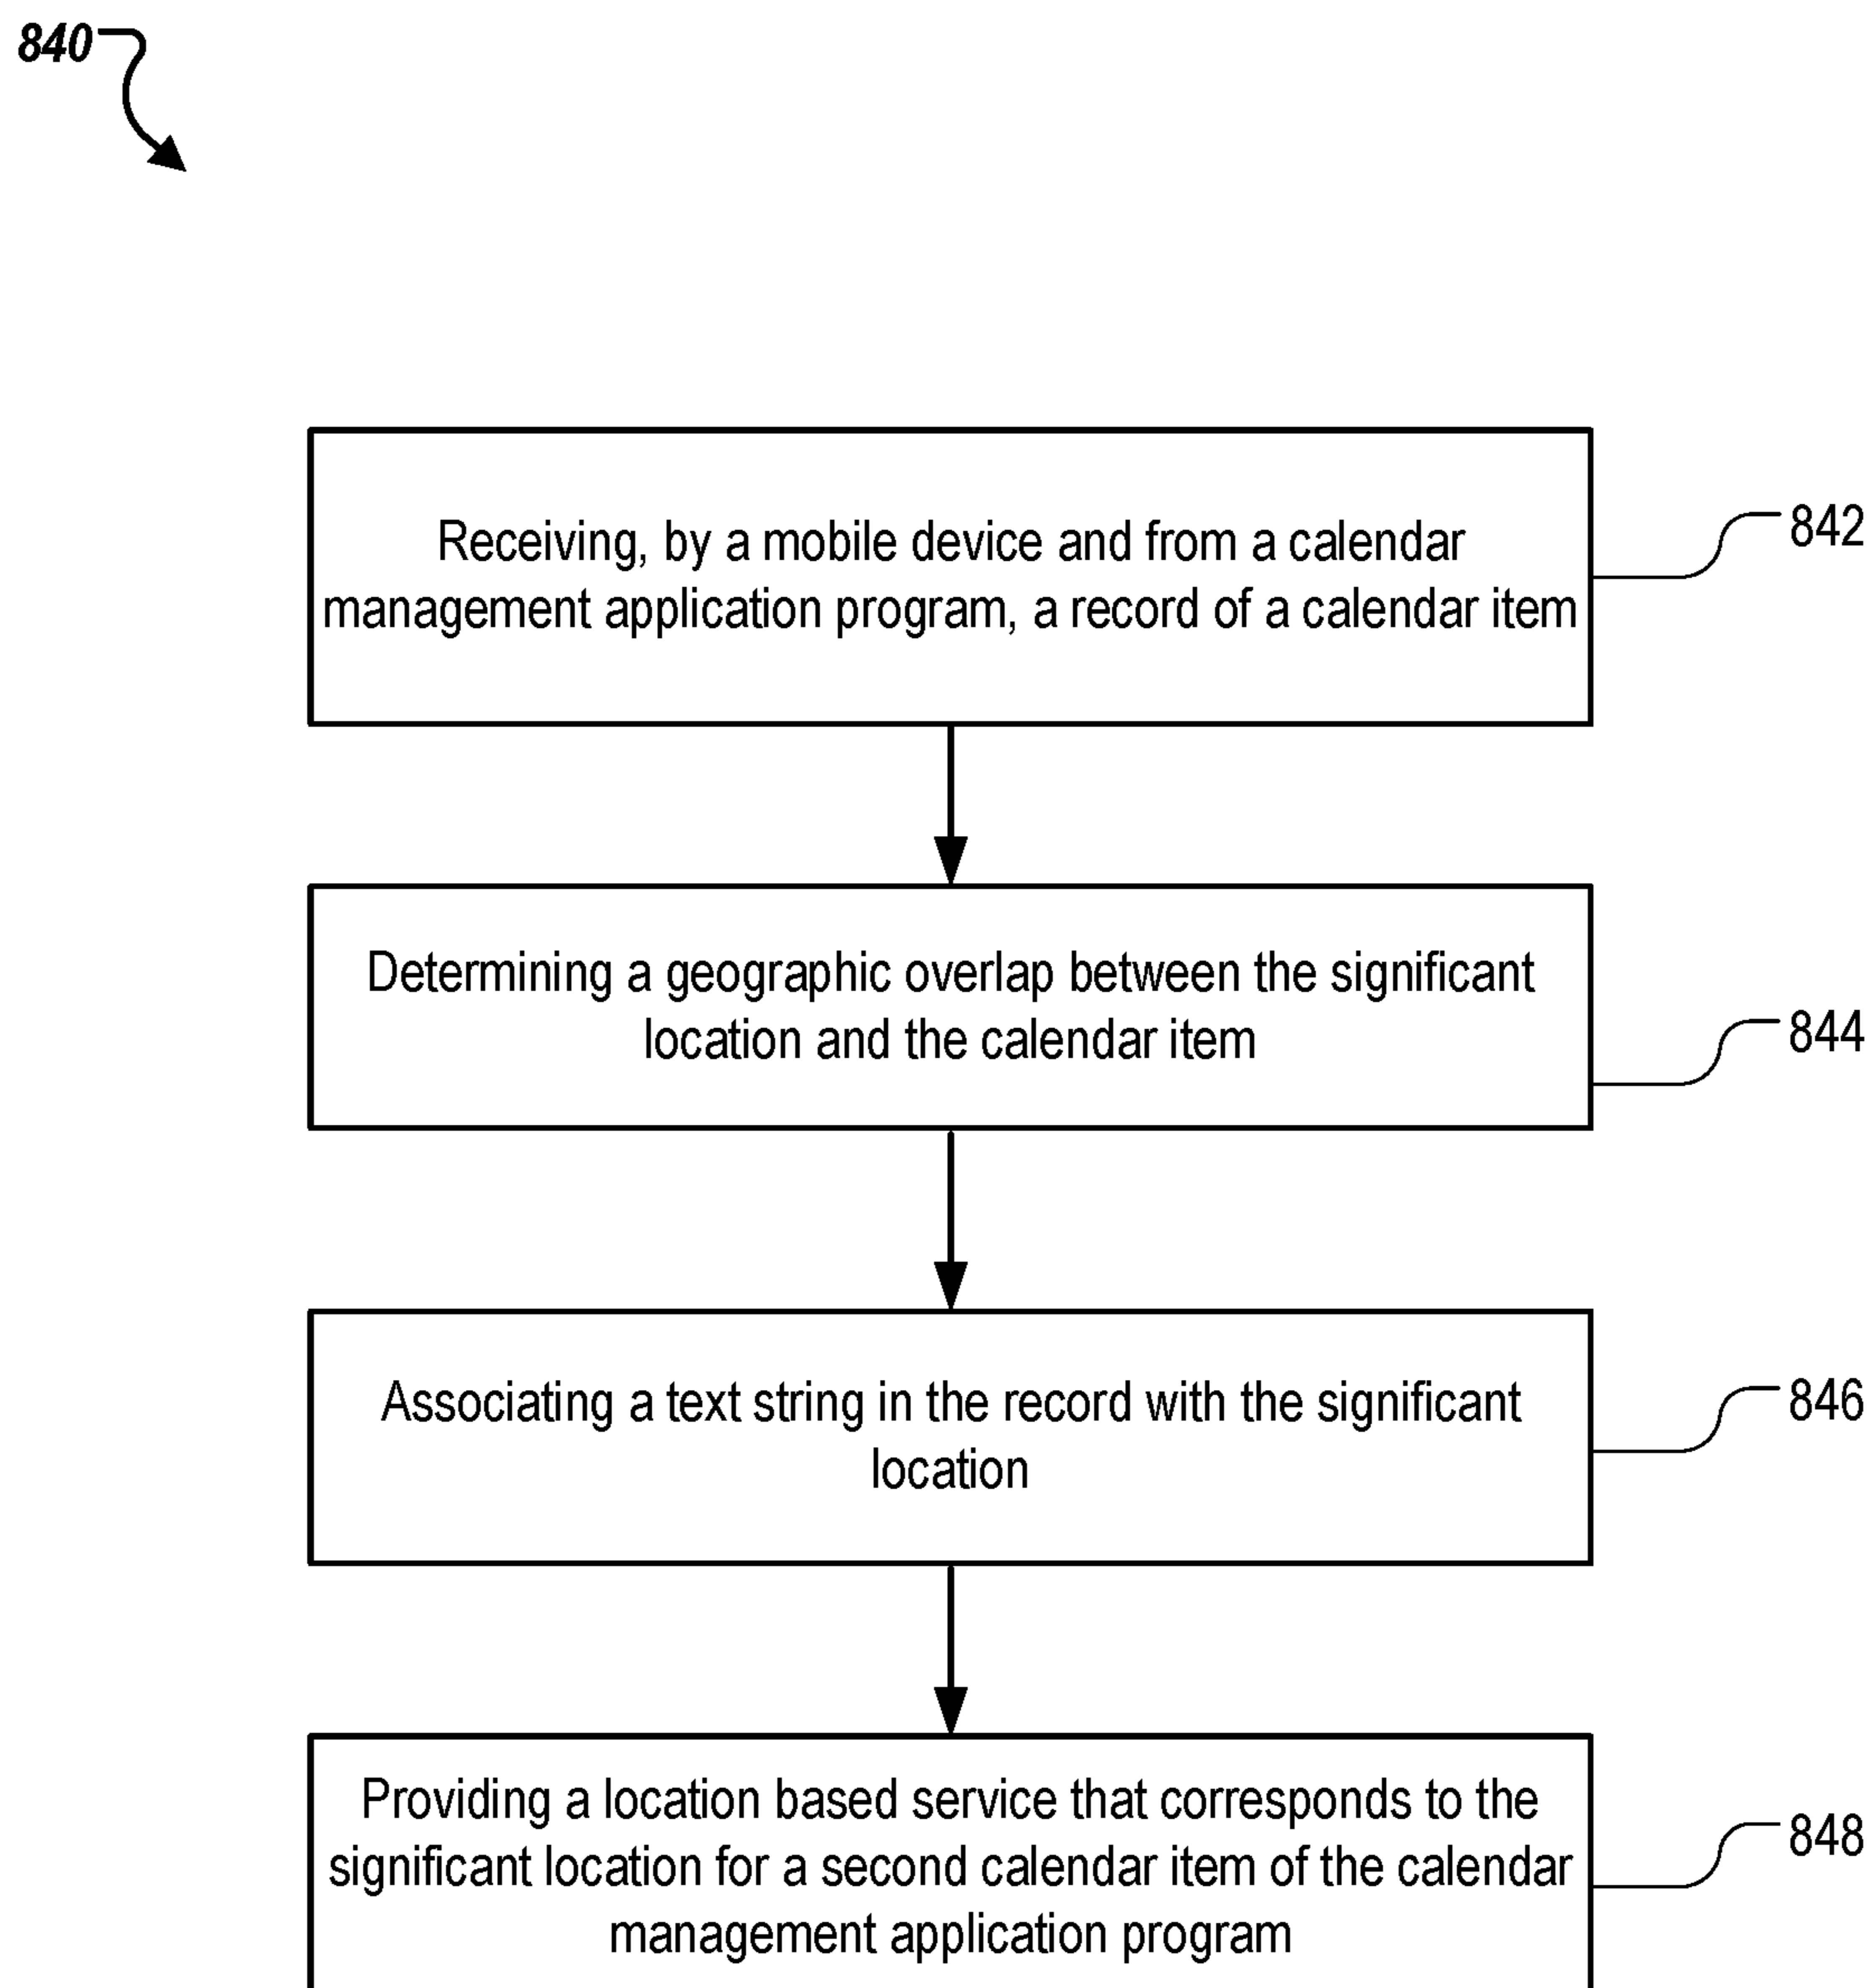 840
Receiving, by a mobile device and from a calendar
management application program, a record of a calendar item
842
Determining a geographic overlap between the significant
location and the calendar item
844
Associating a text string in the record with the significant
location
846
Providing a location based service that corresponds to the
significant location for a second calendar item of the calendar
management application program
848